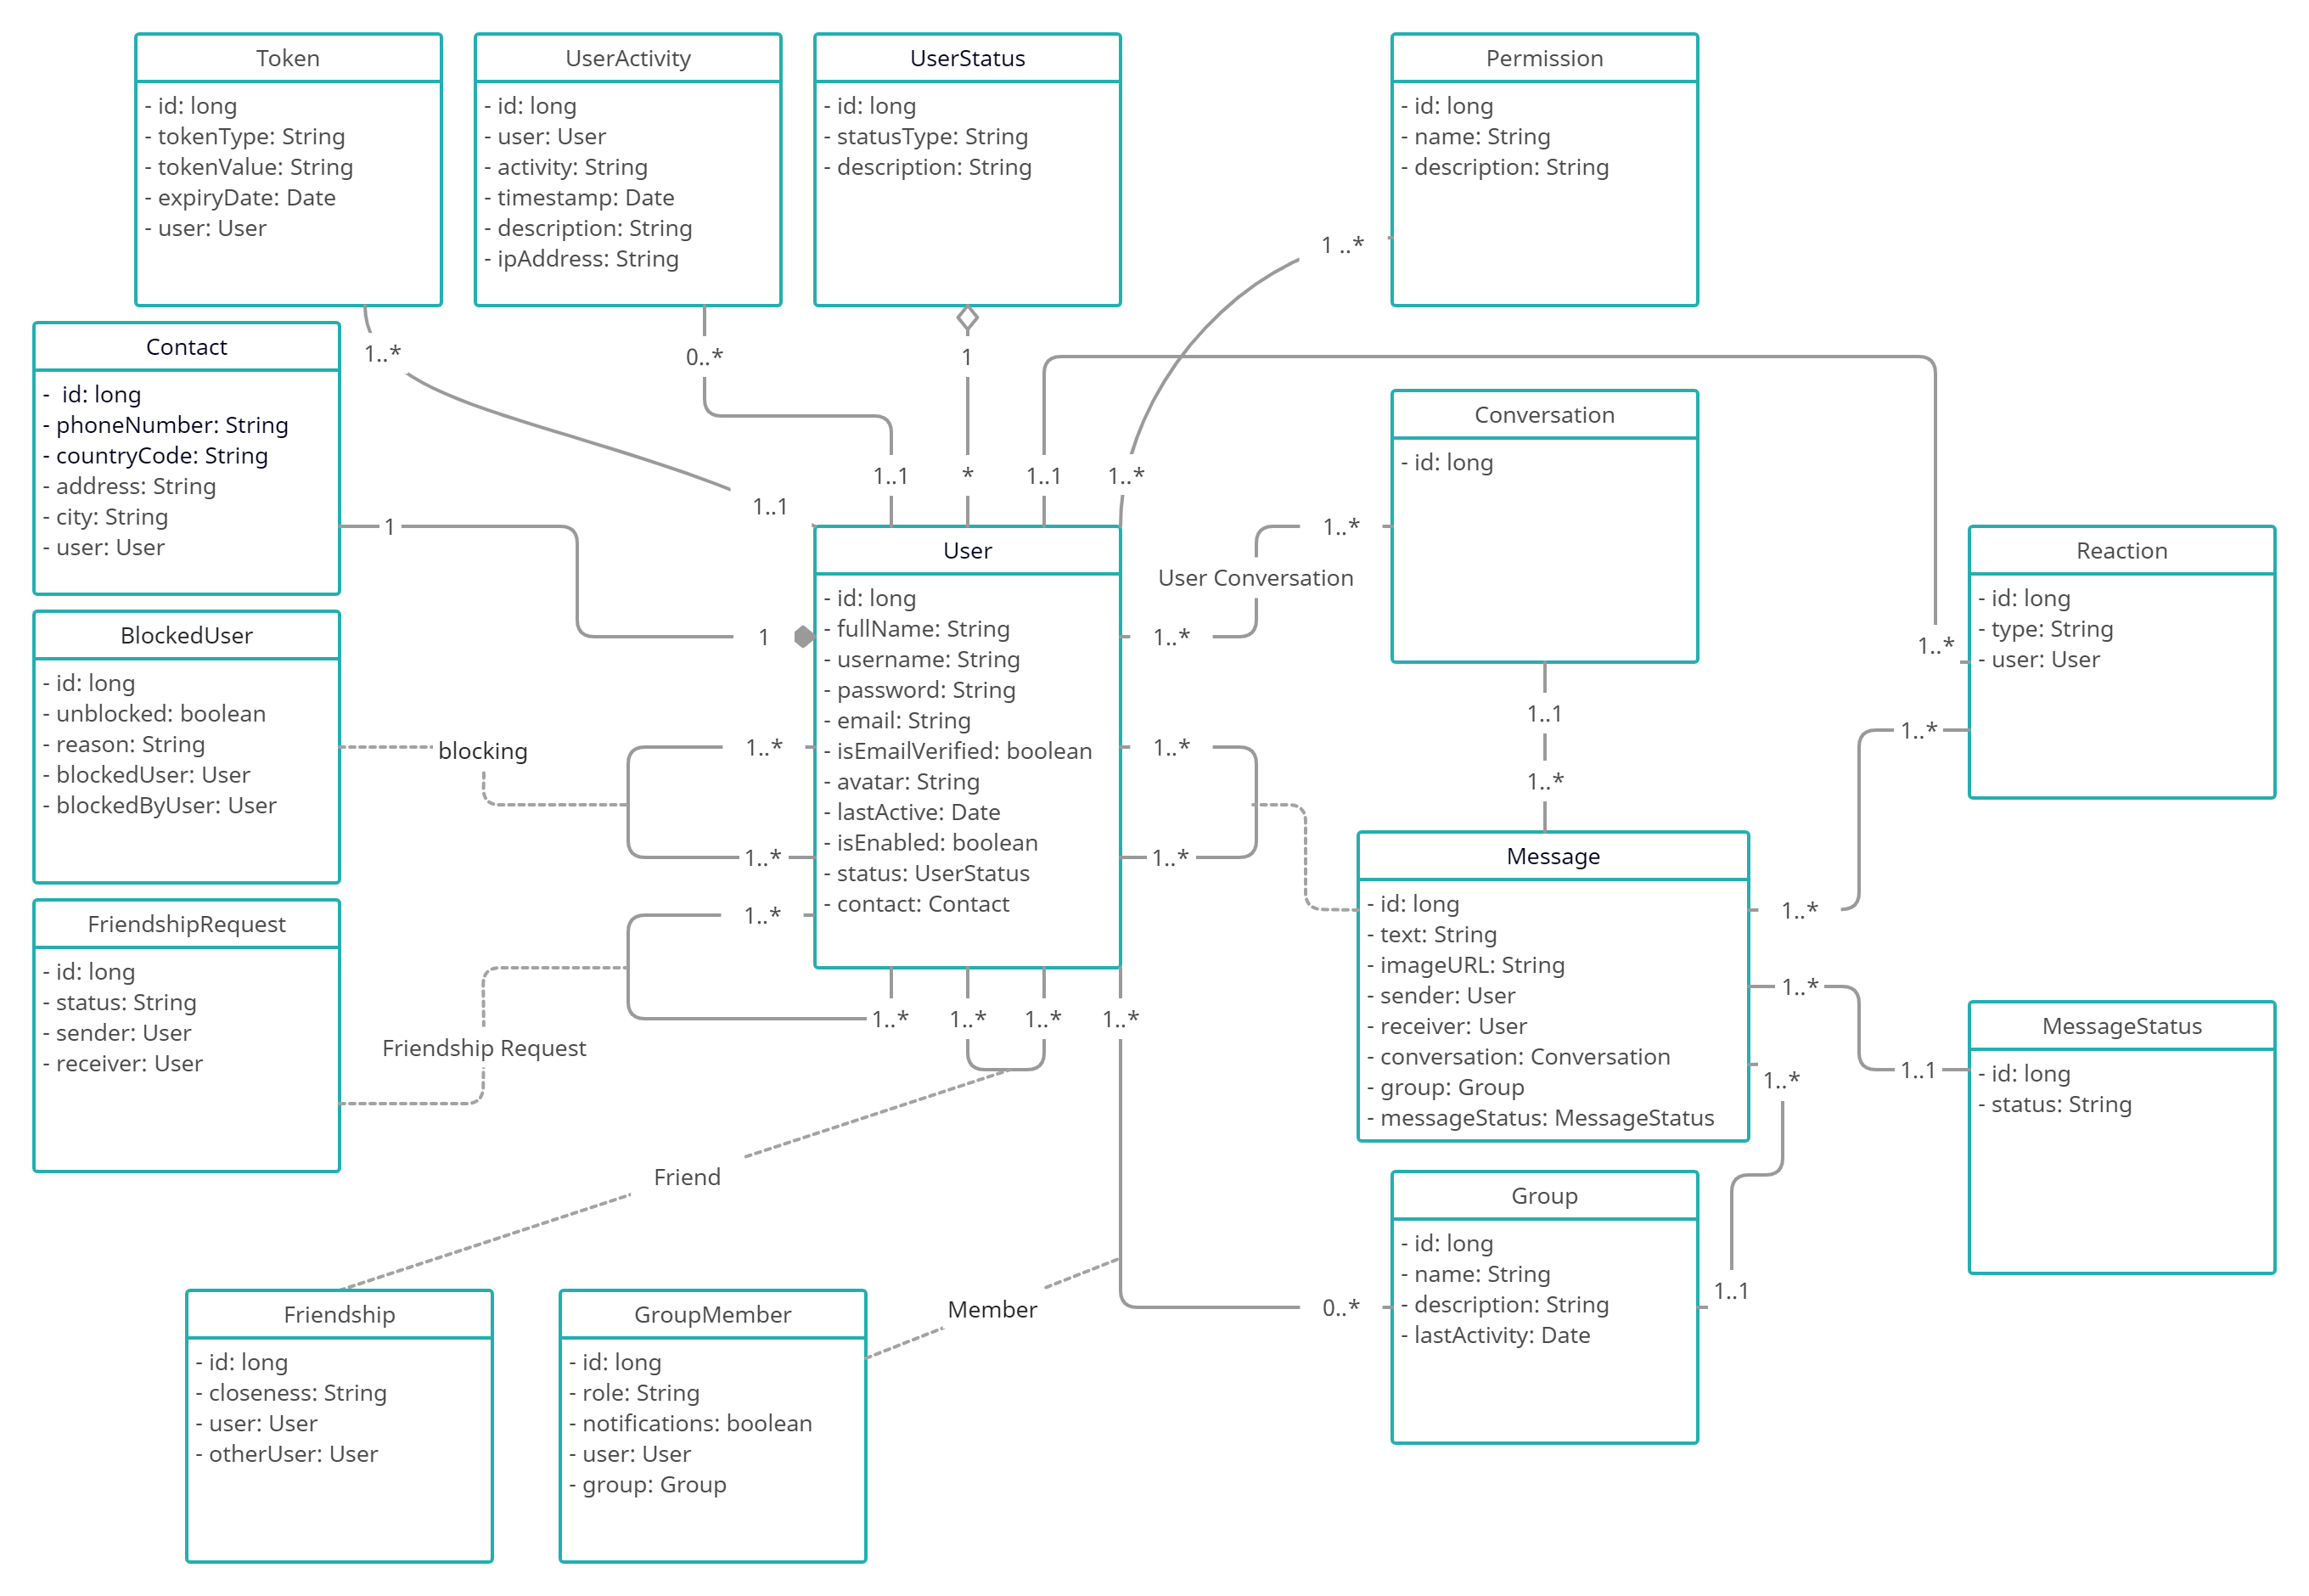 Token
- id: long
- tokenType: String
- tokenValue: String
- expiryDate: Date
- user: User
UserActivity
- id: long
- user: User
- activity: String
- timestamp: Date
- description: String
- ipAddress: String
UserStatus
- id: long
- statusType: String
- description: String
Permission
- id: long
- name: String
- description: String
1 ..*
1..*
0..*
1
Contact
- id: long
- phoneNumber: String
- countryCode: String
- address: String
- city: String
- user: User
1
1..1
1..1
*
1..1
1..*
Conversation
- id: long
1..*
User Conversation
1..*
1
User
- id: long
- fullName: String
- username: String
- password: String
- email: String
- isEmailVerified: boolean
- avatar: String
- lastActive: Date
- isEnabled: boolean
- status: UserStatus
- contact: Contact
Reaction
- id: long
- type: String
- user: User
1..*
1..*
BlockedUser
- id: long
- unblocked: boolean
- reason: String
- blockedUser: User
- blockedByUser: User
blocking
1..*
1..*
1..*
1..*
1..1
1..*
Message
- id: long
- text: String
- imageURL: String
- sender: User
- receiver: User
- conversation: Conversation
- group: Group
- messageStatus: MessageStatus
1..*
1..*
1..1
1..*
MessageStatus
- id: long
- status: String
FriendshipRequest
- id: long
- status: String
- sender: User
- receiver: User
Friendship Request
1..*
1..*
1..*
1..*
1..*
Friend
Member
0..*
Group
- id: long
- name: String
- description: String
- lastActivity: Date
1..1
Friendship
- id: long
- closeness: String
- user: User
- otherUser: User
GroupMember
- id: long
- role: String
- notifications: boolean
- user: User
- group: Group